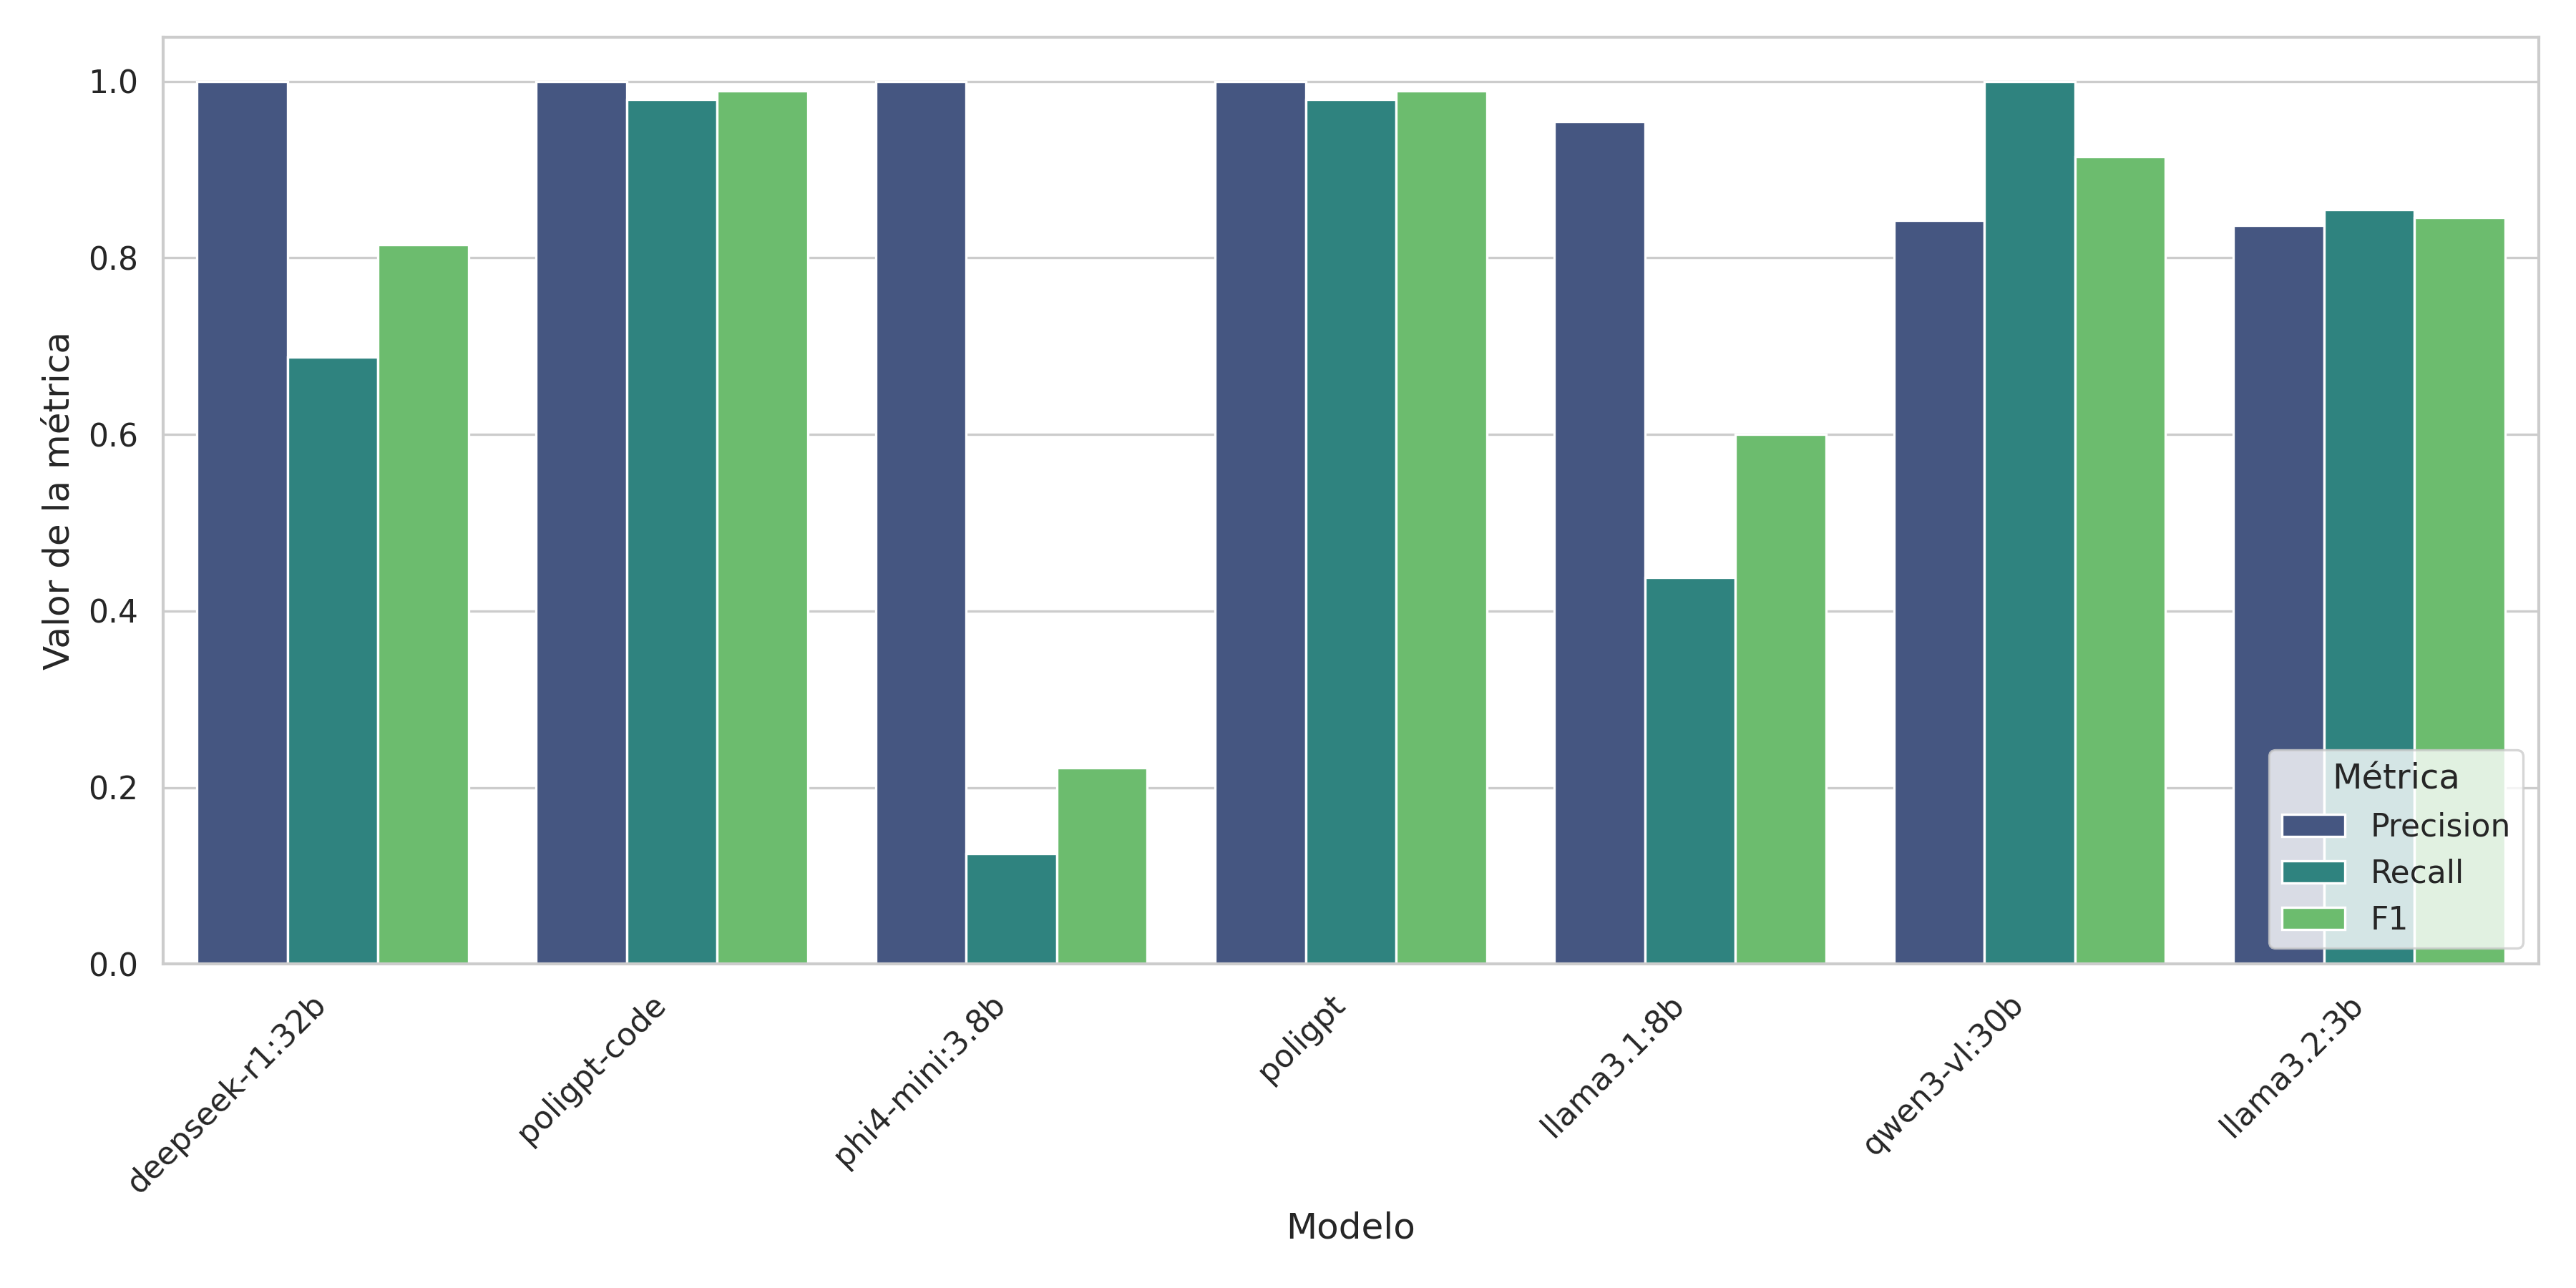 Valor de la métrica
1.0
0.8
0.6
0.4
0.2
0.0
Métrica
Precision
Recall
F1
deepseek-r1:32b
poligpt-code
phi4-mini:3.8b
poligpt
llama3.1:8b
qwen3-vl:30b
llama3.2:3b
Modelo